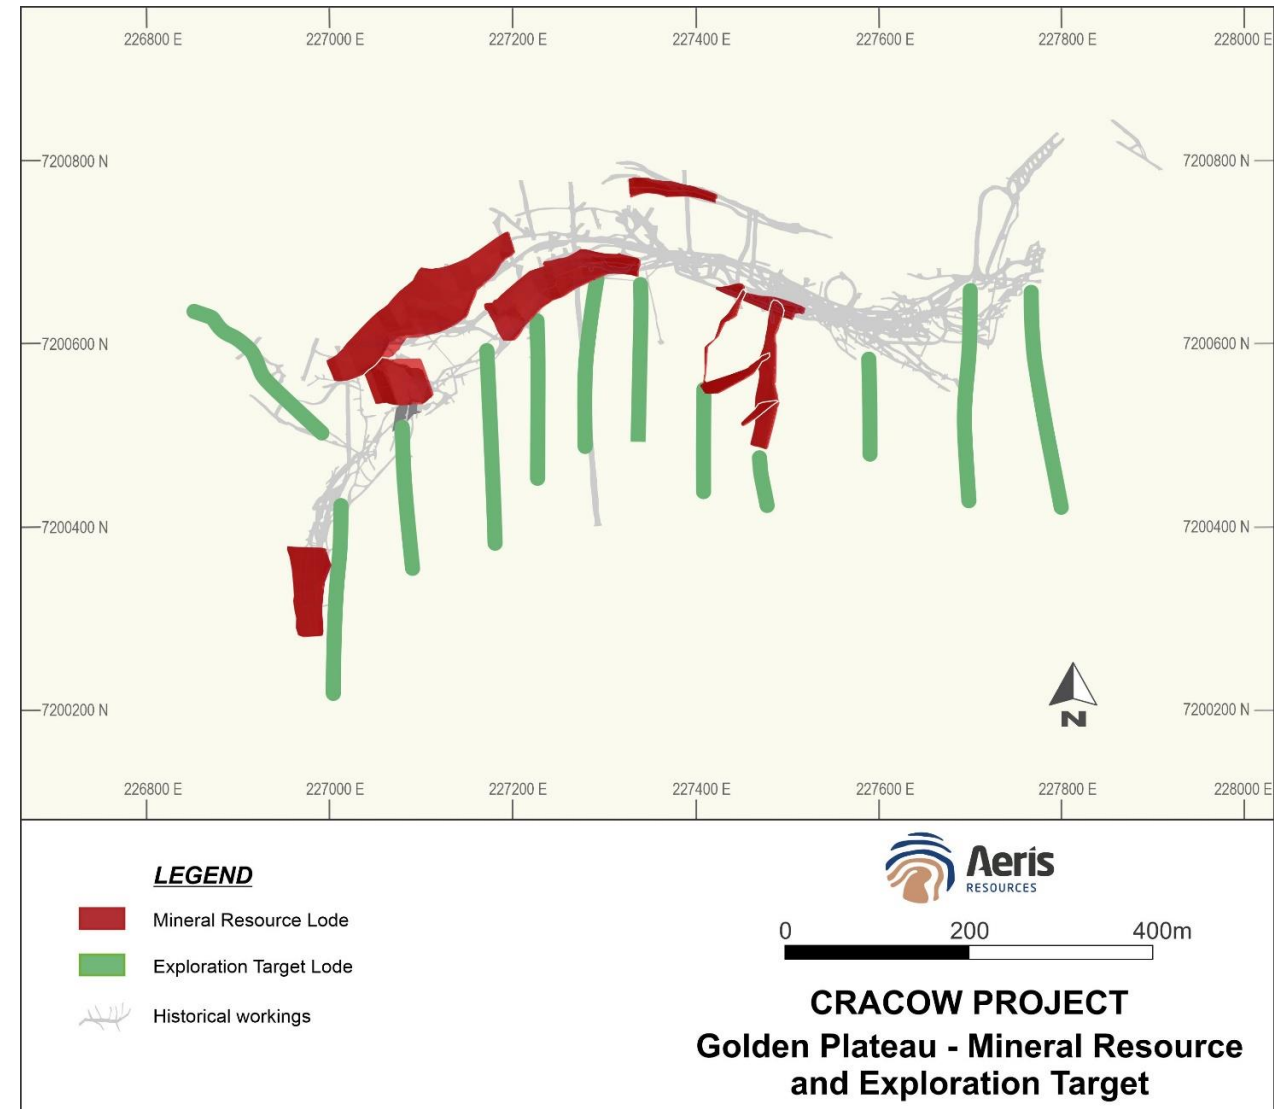 226800 E 227000 E 227200 E 227400 E 227600 E 227800 E 228000 E
7200800 N 7200800 N
7200600 N 7200600 N
7200400 N 7200400 N
7200200 N 7200200 N
N
226800 E 227000 E 227200 E 227400 E 227600 E 227800 E 228000 E
LEGEND
Mineral Resource Lode
Exploration Target Lode
Historical workings
Aeris
RESOURCES
0 200 400m
CRACOW PROJECT
Golden Plateau - Mineral Resource
and Exploration Target